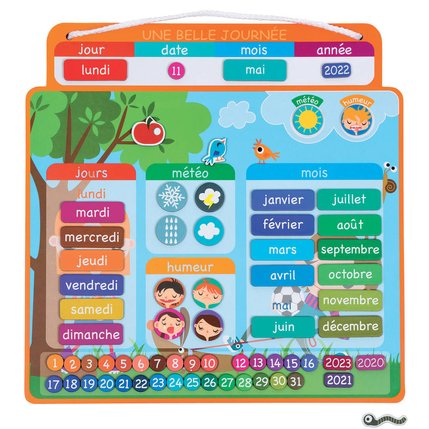 UNE BELLE JOURNÉE
jour date mois année
lundi 11 mai 2022
météo humeur
jours météo mois
lundi
mardi
mercredi
jeudi
vendredi
samedi
dimanche
humeur
janvier juillet
février août
mars septembre
avril octobre
mai novembre
juin décembre
1 2 3 4 5 6 7 8 9 10 12 13 14 15 16 2023 2020
17 18 19 20 21 22 23 24 25 26 27 28 29 30 31 2021